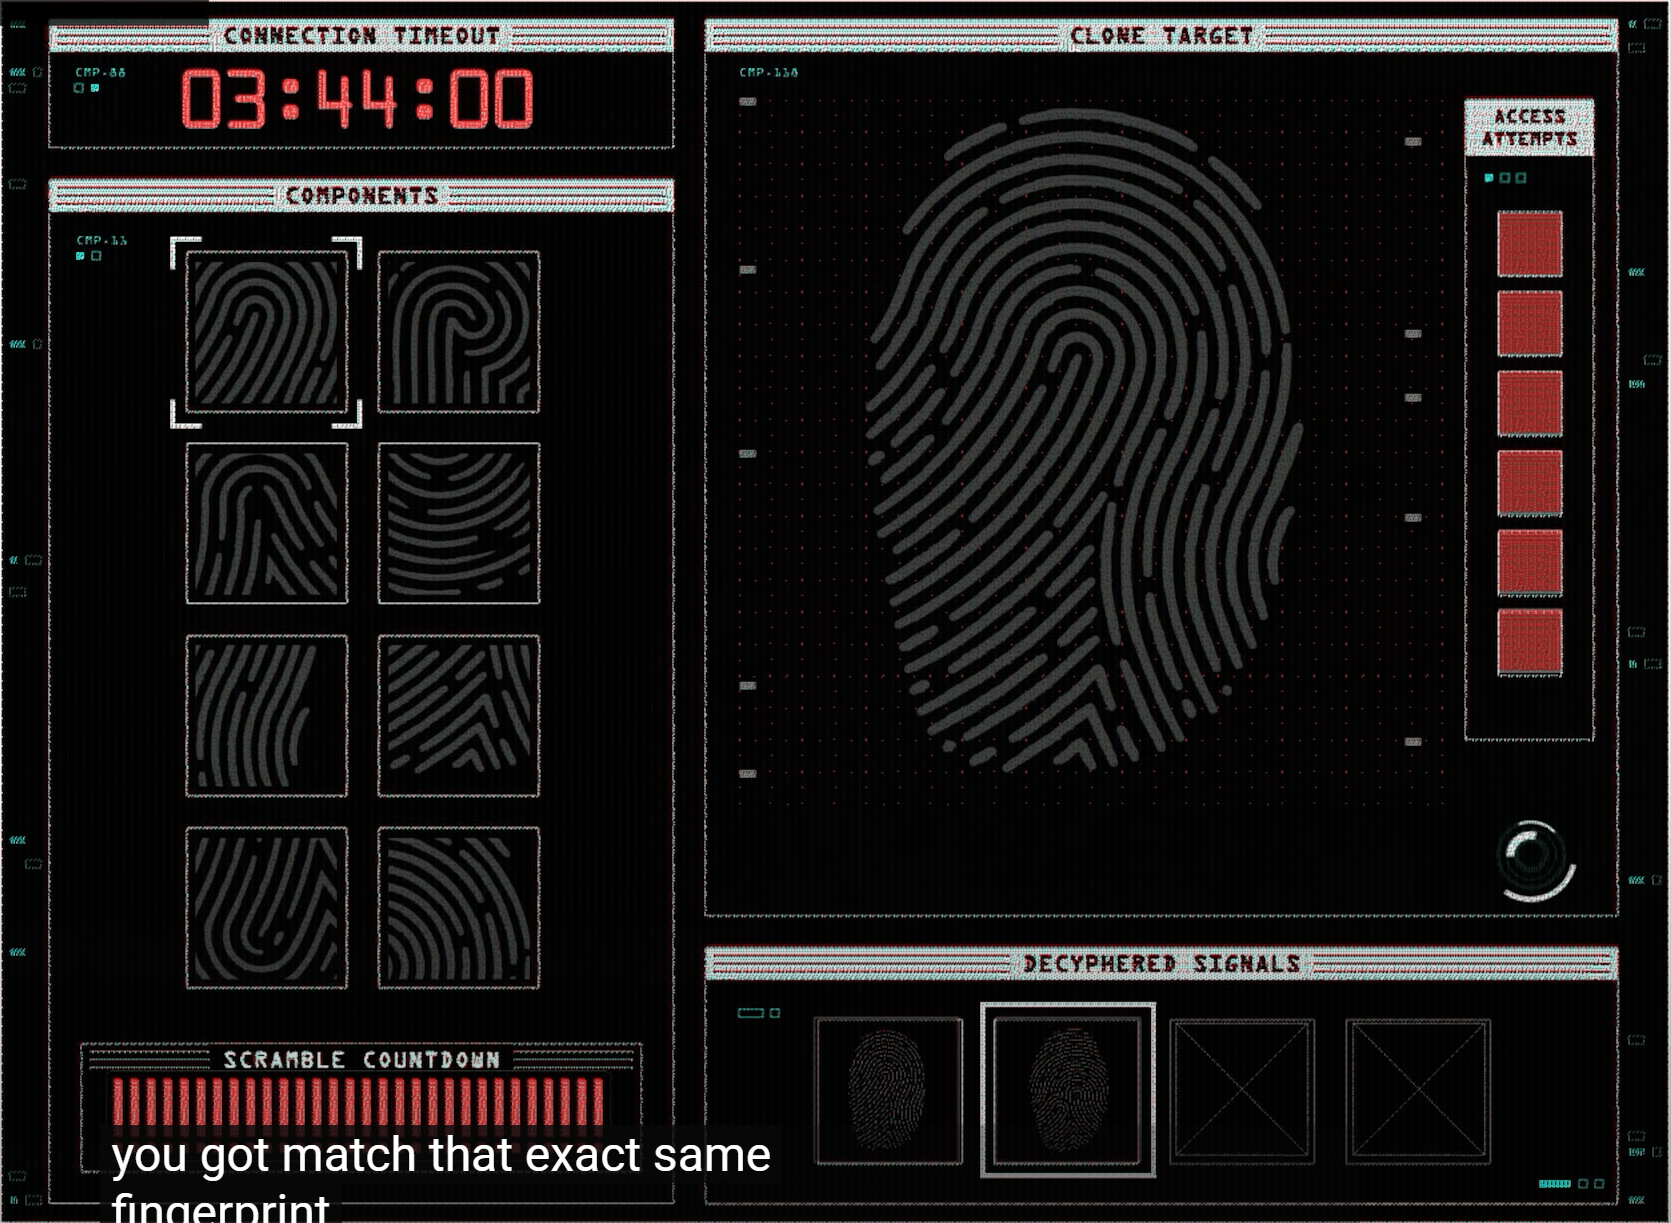 CONNECTION TIMEOUT
CMP-88
03:44:00
COMPONENTS
CMP-11
SCRAMBLE COUNTDOWN
CLONE TARGET
CMP-118
ACCESS
ATTEMPTS
DECYPHERED SIGNALS
you got match that exact same
fingerprint